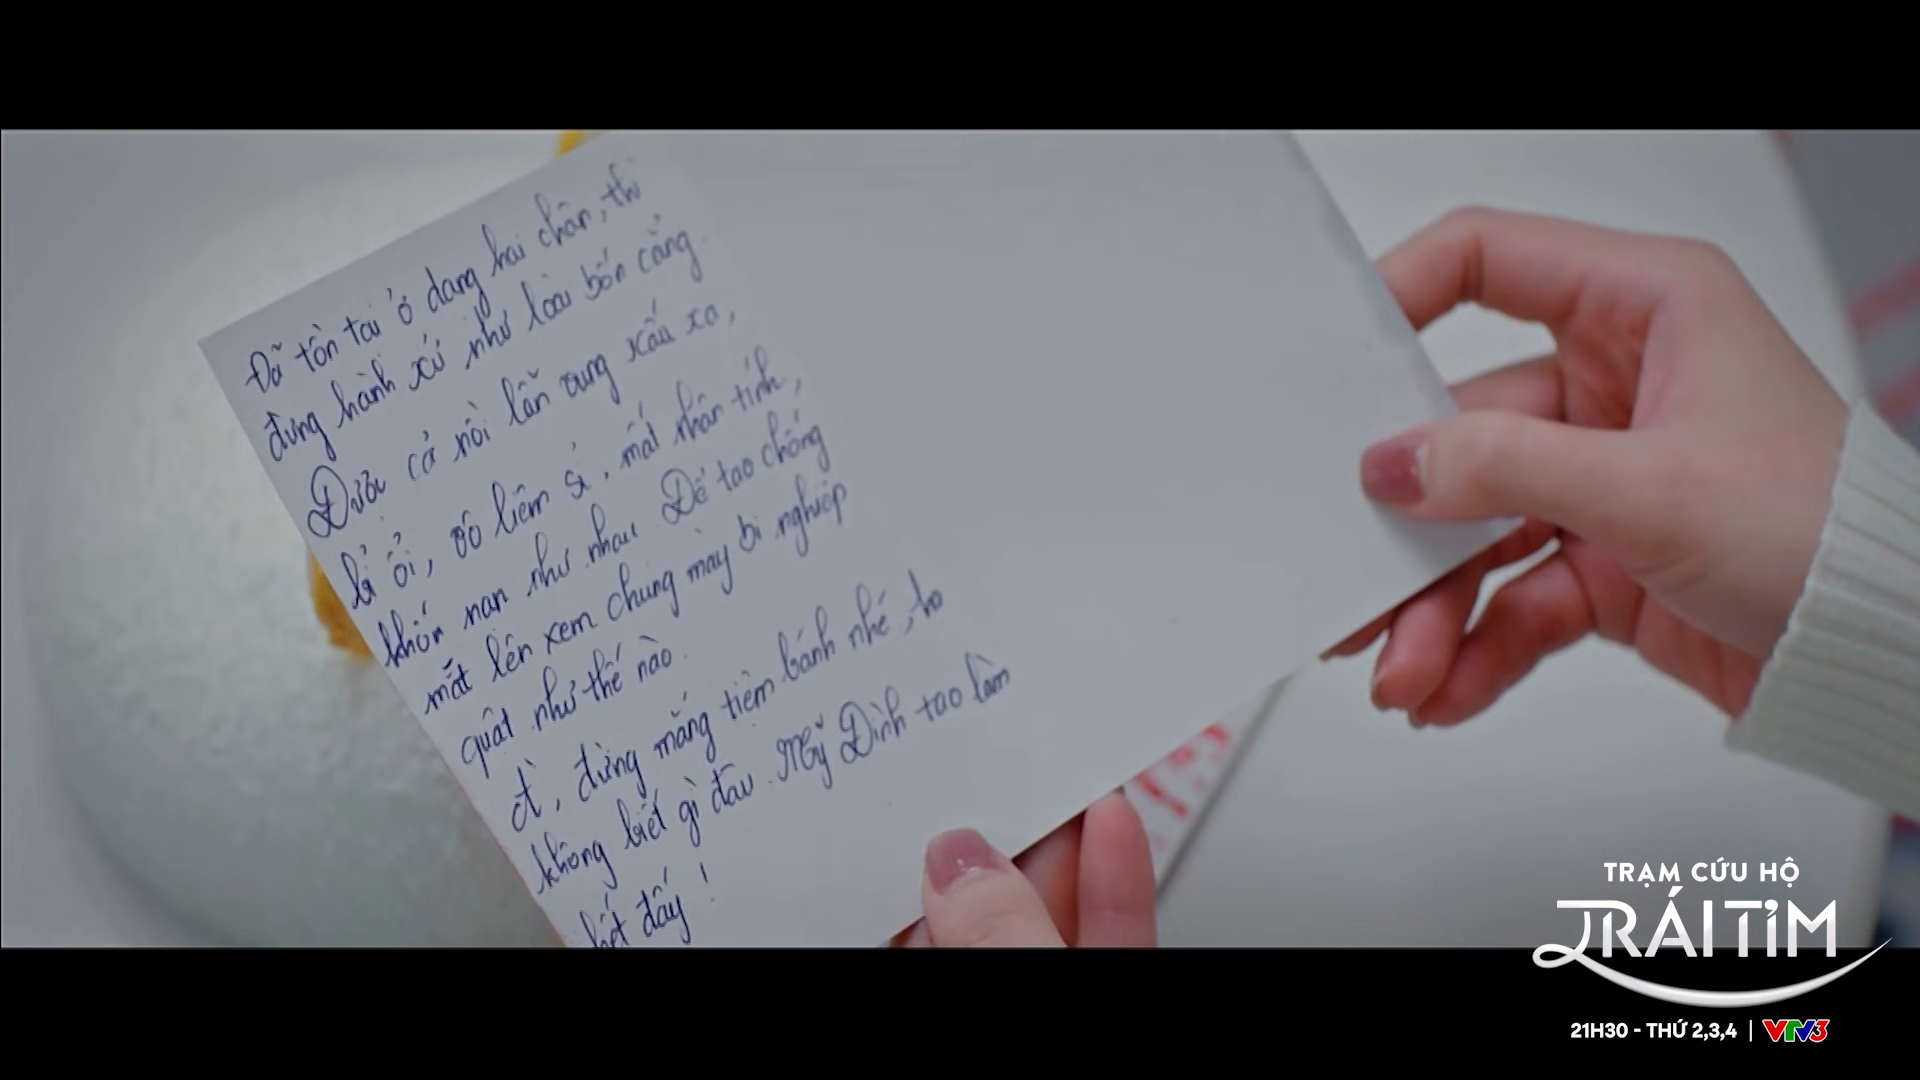 Đã tồn tại ở dạng hai chân, thì
đừng hành xử như loài bốn cẳng.
Được cả nồi lẫn vung xấu xa,
bỉ ổi, vô liêm sỉ, mất nhân tính,
khốn nạn như nhau. Để tao chống
mắt lên xem chúng mày bị nghiệp
quật như thế nào.
À, đừng mắng tiệm bánh nhé, họ
không biết gì đâu. Mỹ Đình tao làm
hết đấy!
TRẠM CỨU HỘ
TRÁI TIM
21H30 - THỨ 2,3,4 | VTV3